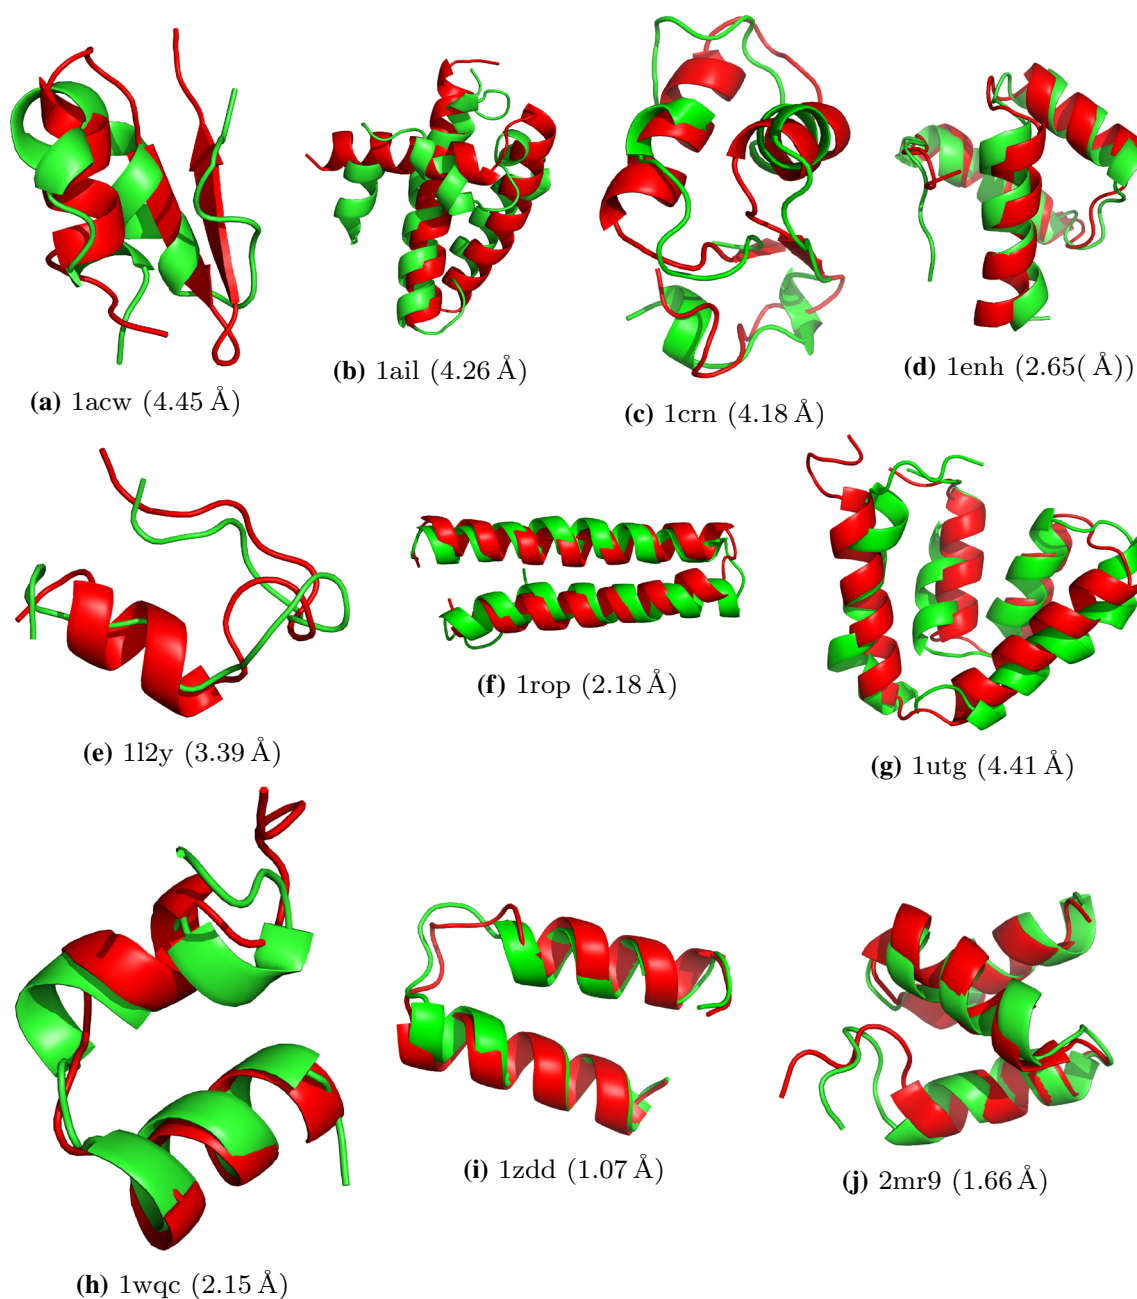 (a) 1acw (4.45 Å)
(b) 1ail (4.26 Å)
(c) 1crn (4.18 Å)
(d) 1enh (2.65( Å))
(e) 1l2y (3.39 Å)
(f) 1rop (2.18 Å)
(g) 1utg (4.41 Å)
(h) 1wqc (2.15 Å)
(i) 1zdd (1.07 Å)
(j) 2mr9 (1.66 Å)